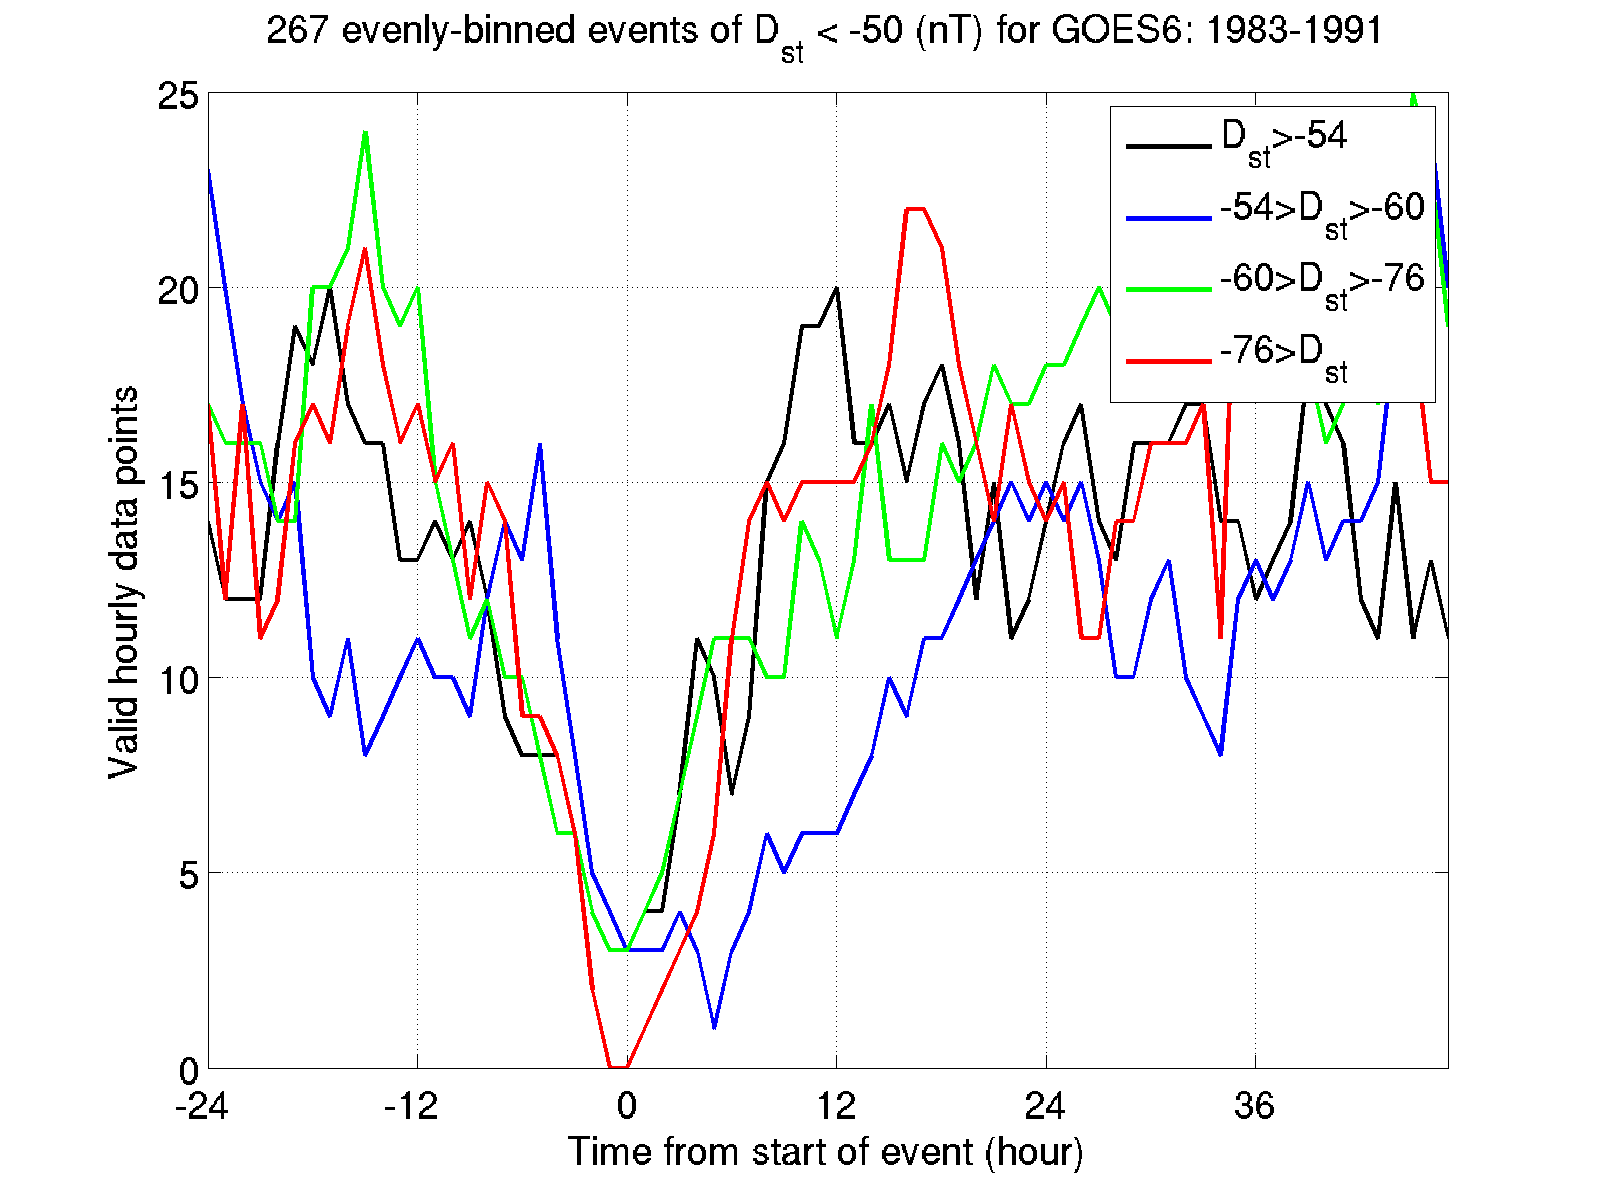 267 evenly-binned events of Dst < -50 (nT) for GOES6: 1983-1991
25
20
15
10
5
0
Valid hourly data points
Dst>-54
-54>Dst>-60
-60>Dst>-76
-76>Dst
-24 -12 0 12 24 36
Time from start of event (hour)